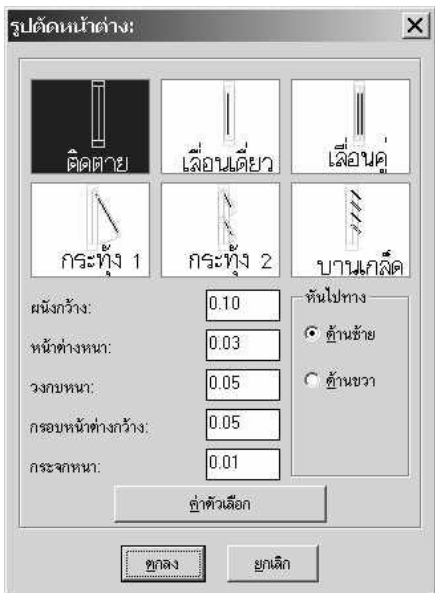 รูปตัดหน้าต่าง:
ติดตาย เลื่อนเดี่ยว เลื่อนคู่
กระทุ้ง 1 กระทุ้ง 2 บานเกล็ด
ผนังกว้าง: 0.10
หันไปทาง
หน้าต่างหนา: 0.03
ด้านซ้าย
วงกบหนา: 0.05
ด้านขวา
กรอบหน้าต่างกว้าง: 0.05
กระจกหนา: 0.01
ค่าตัวเลือก
ตกลง ยกเลิก